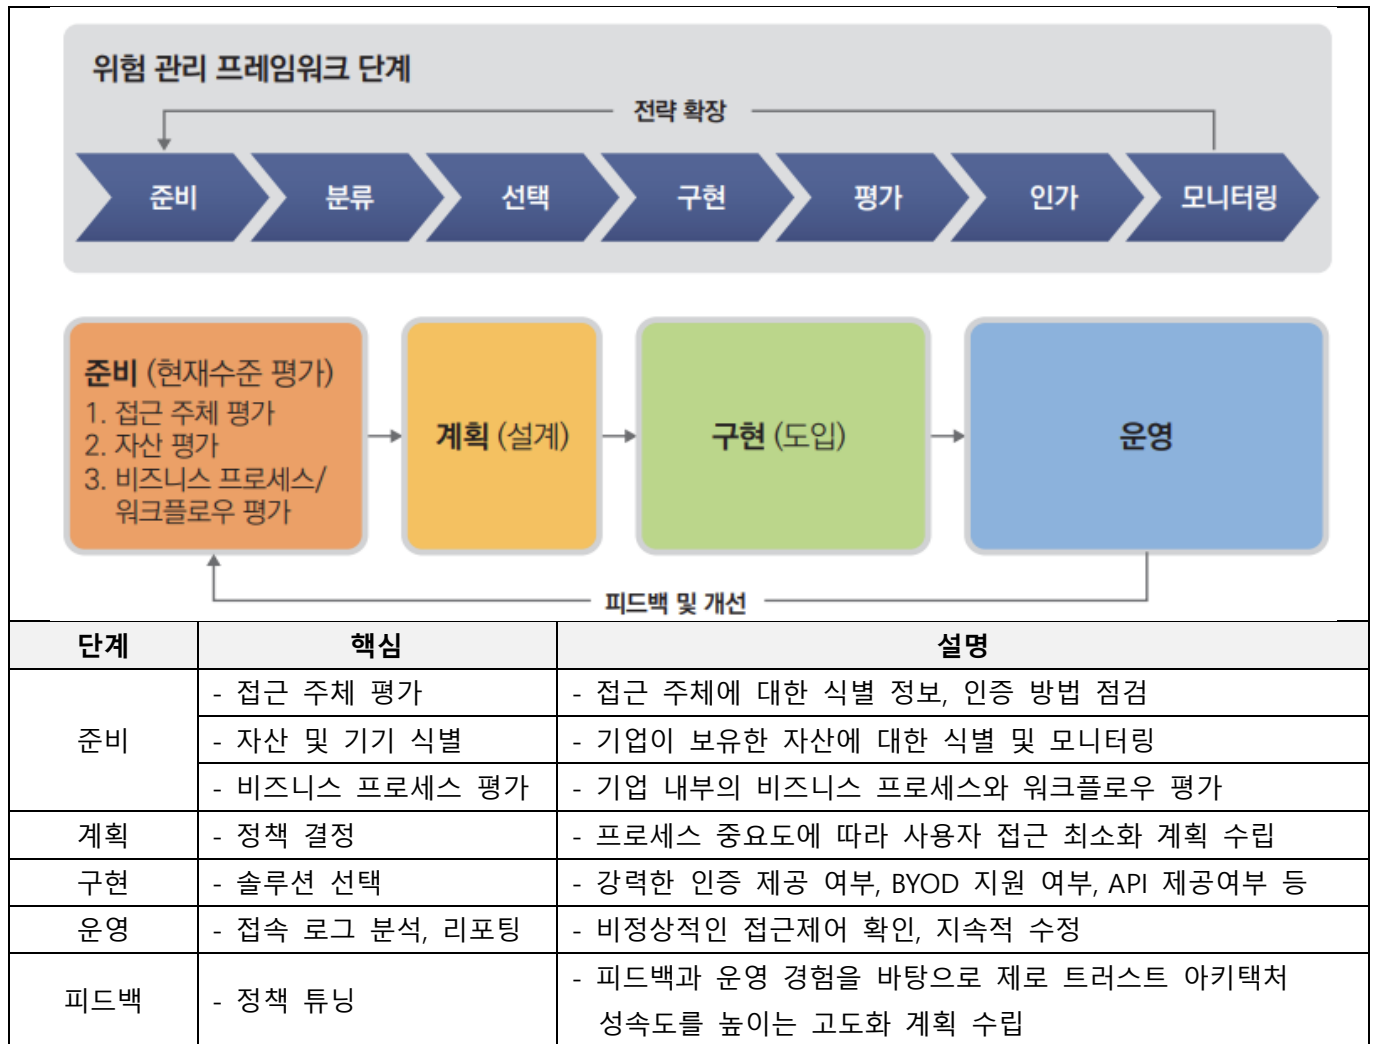 위험 관리 프레임워크 단계
전략 확장
준비
분류
선택
구현
평가
인가
모니터링
준비 (현재수준 평가)
1. 접근 주체 평가
2. 자산 평가
3. 비즈니스 프로세스/
워크플로우 평가
계획 (설계)
구현 (도입)
운영
피드백 및 개선
단계 핵심 설명
준비
- 접근 주체 평가 - 접근 주체에 대한 식별 정보, 인증 방법 점검
- 자산 및 기기 식별 - 기업이 보유한 자산에 대한 식별 및 모니터링
- 비즈니스 프로세스 평가 - 기업 내부의 비즈니스 프로세스와 워크플로우 평가
계획 - 정책 결정 - 프로세스 중요도에 따라 사용자 접근 최소화 계획 수립
구현 - 솔루션 선택 - 강력한 인증 제공 여부, BYOD 지원 여부, API 제공여부 등
운영 - 접속 로그 분석, 리포팅 - 비정상적인 접근제어 확인, 지속적 수정
피드백 - 정책 튜닝 - 피드백과 운영 경험을 바탕으로 제로 트러스트 아키택처
성속도를 높이는 고도화 계획 수립